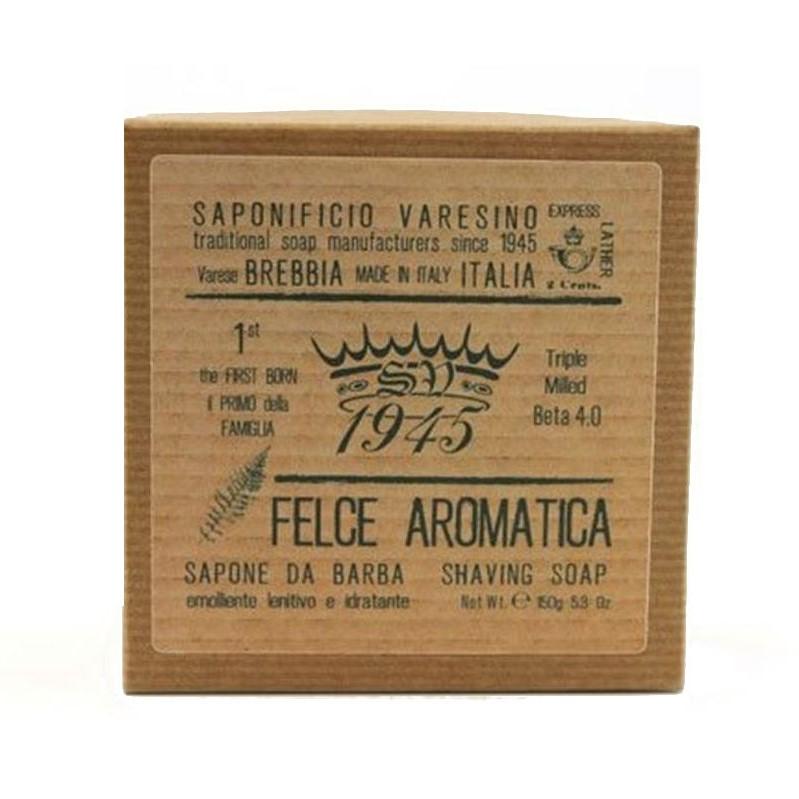 SAPONIFICIO VARESINO
traditional soap manufacturers since 1945
Varese BREBBIA MADE IN ITALY ITALIA
EXPRESS
LATHER
2 Cents.
1st
the FIRST BORN
il PRIMO della
FAMIGLIA
SV
1945
Triple
Milled
Beta 4.0
FELCE AROMATICA
SAPONE DA BARBA SHAVING SOAP
emolliente lenitivo e idratante Net Wt. ℮ 150g 5.3 Oz